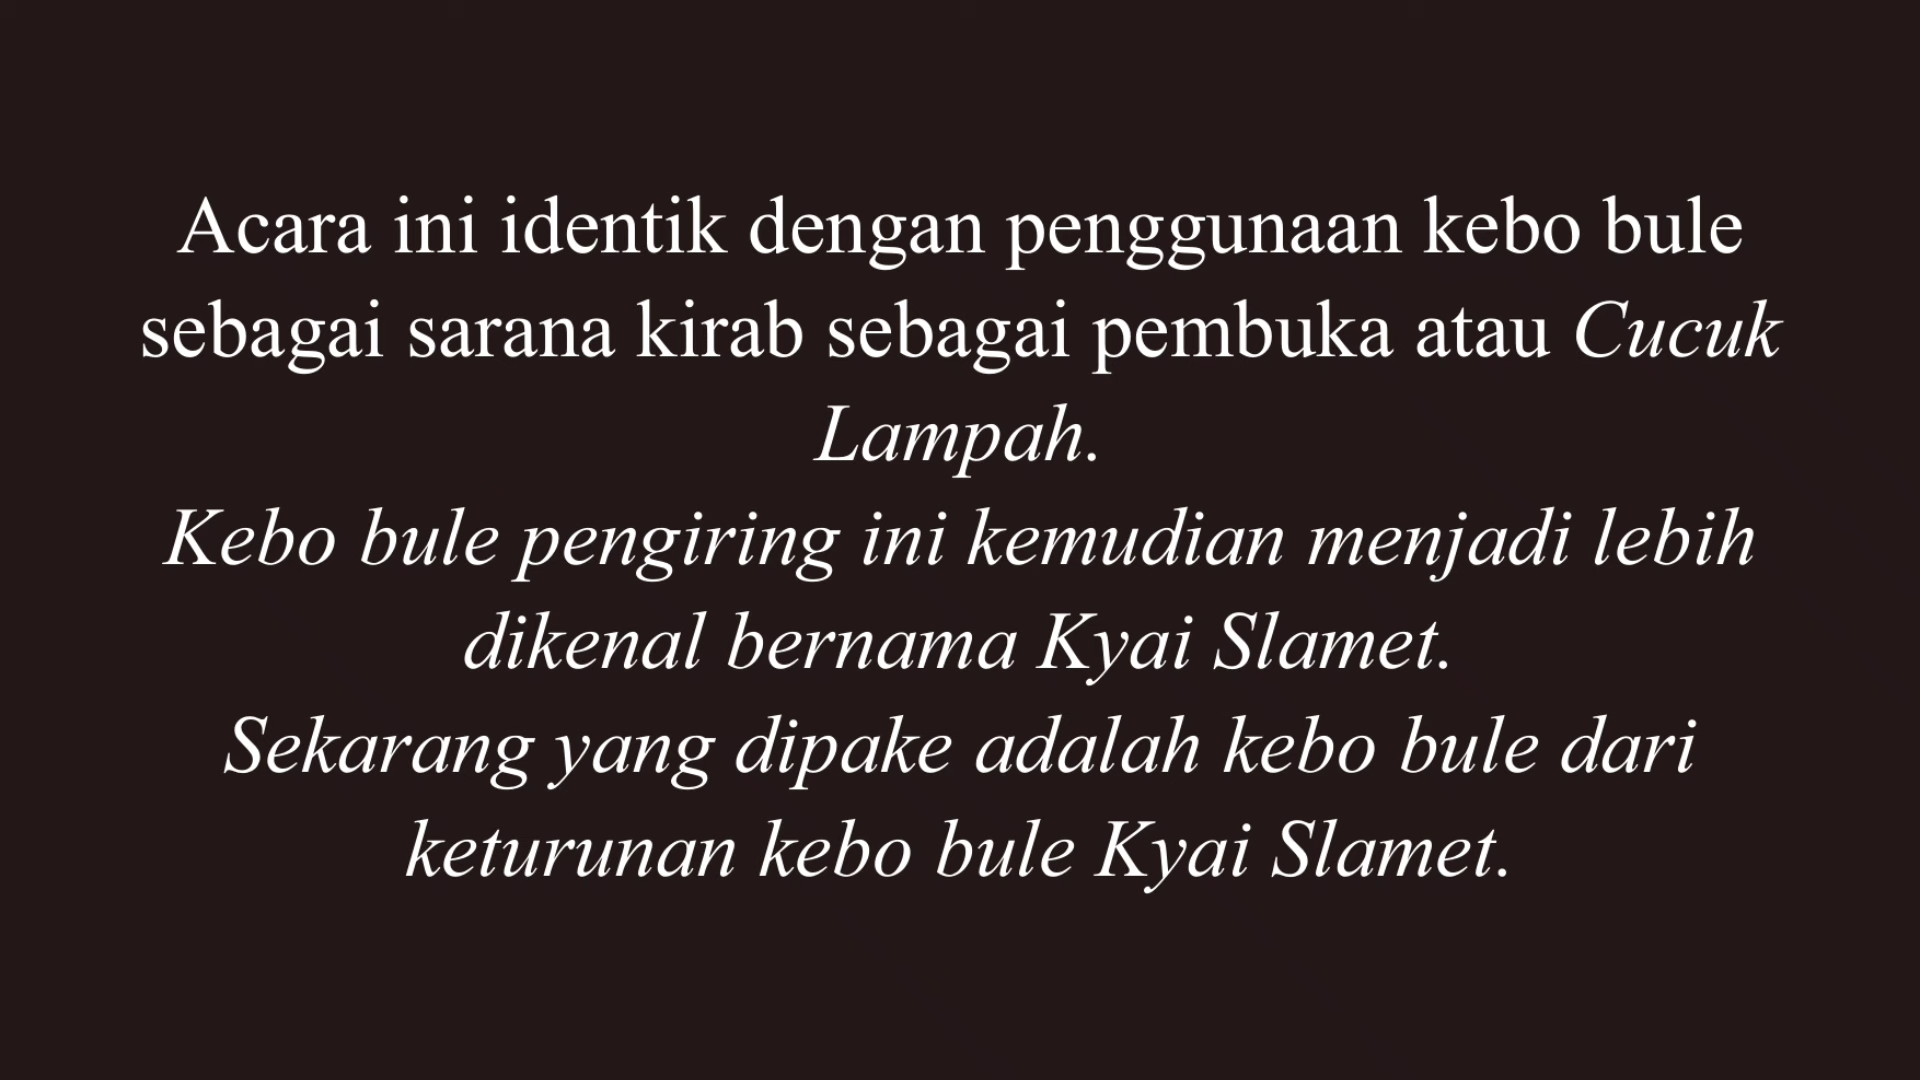 Acara ini identik dengan penggunaan kebo bule
sebagai sarana kirab sebagai pembuka atau Cucuk
Lampah.
Kebo bule pengiring ini kemudian menjadi lebih
dikenal bernama Kyai Slamet.
Sekarang yang dipake adalah kebo bule dari
keturunan kebo bule Kyai Slamet.